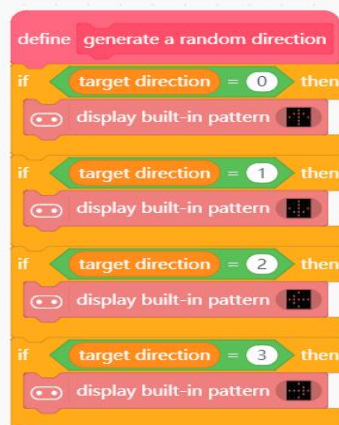 define generate a random direction
if target direction = 0 then
display built-in pattern
if target direction = 1 then
display built-in pattern
if target direction = 2 then
display built-in pattern
if target direction = 3 then
display built-in pattern